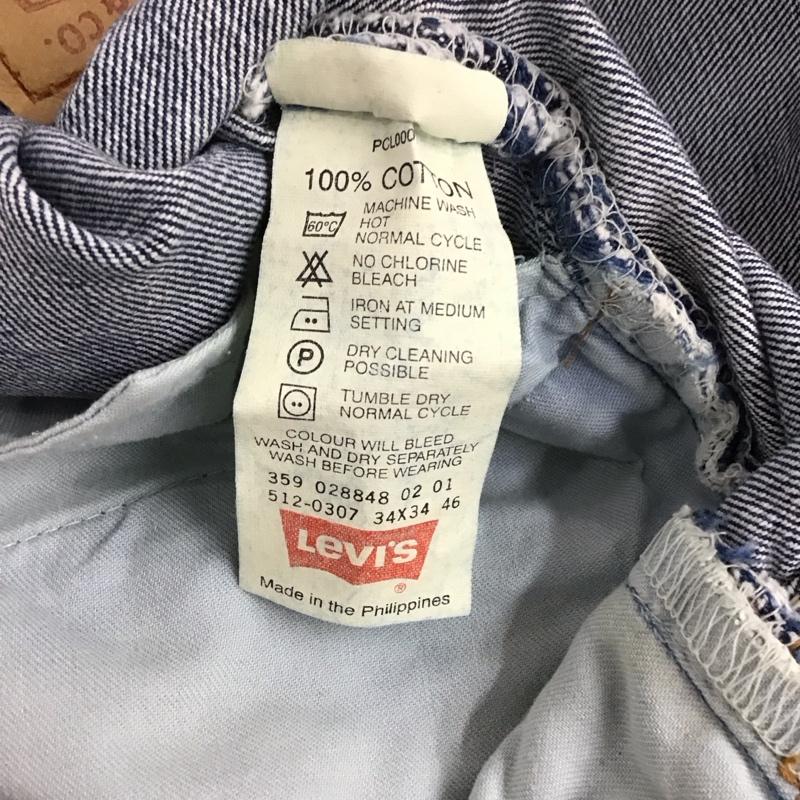 & CO.
PCL000
100% COTTON
60°C
MACHINE WASH
HOT
NORMAL CYCLE
NO CHLORINE
BLEACH
IRON AT MEDIUM
SETTING
P
DRY CLEANING
POSSIBLE
TUMBLE DRY
NORMAL CYCLE
COLOUR WILL BLEED
WASH AND DRY SEPARATELY
WASH BEFORE WEARING
359 028848 02 01
512-0307 34X34 46
LEVI'S
®
Made in the Philippines